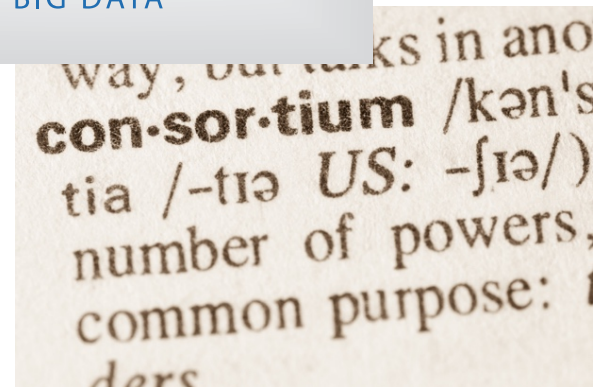 BIG DATA
way, but talks in ano
con·sor·tium /kən's
tia /-tɪə US: -ʃɪə/)
number of powers,
common purpose: t
ders